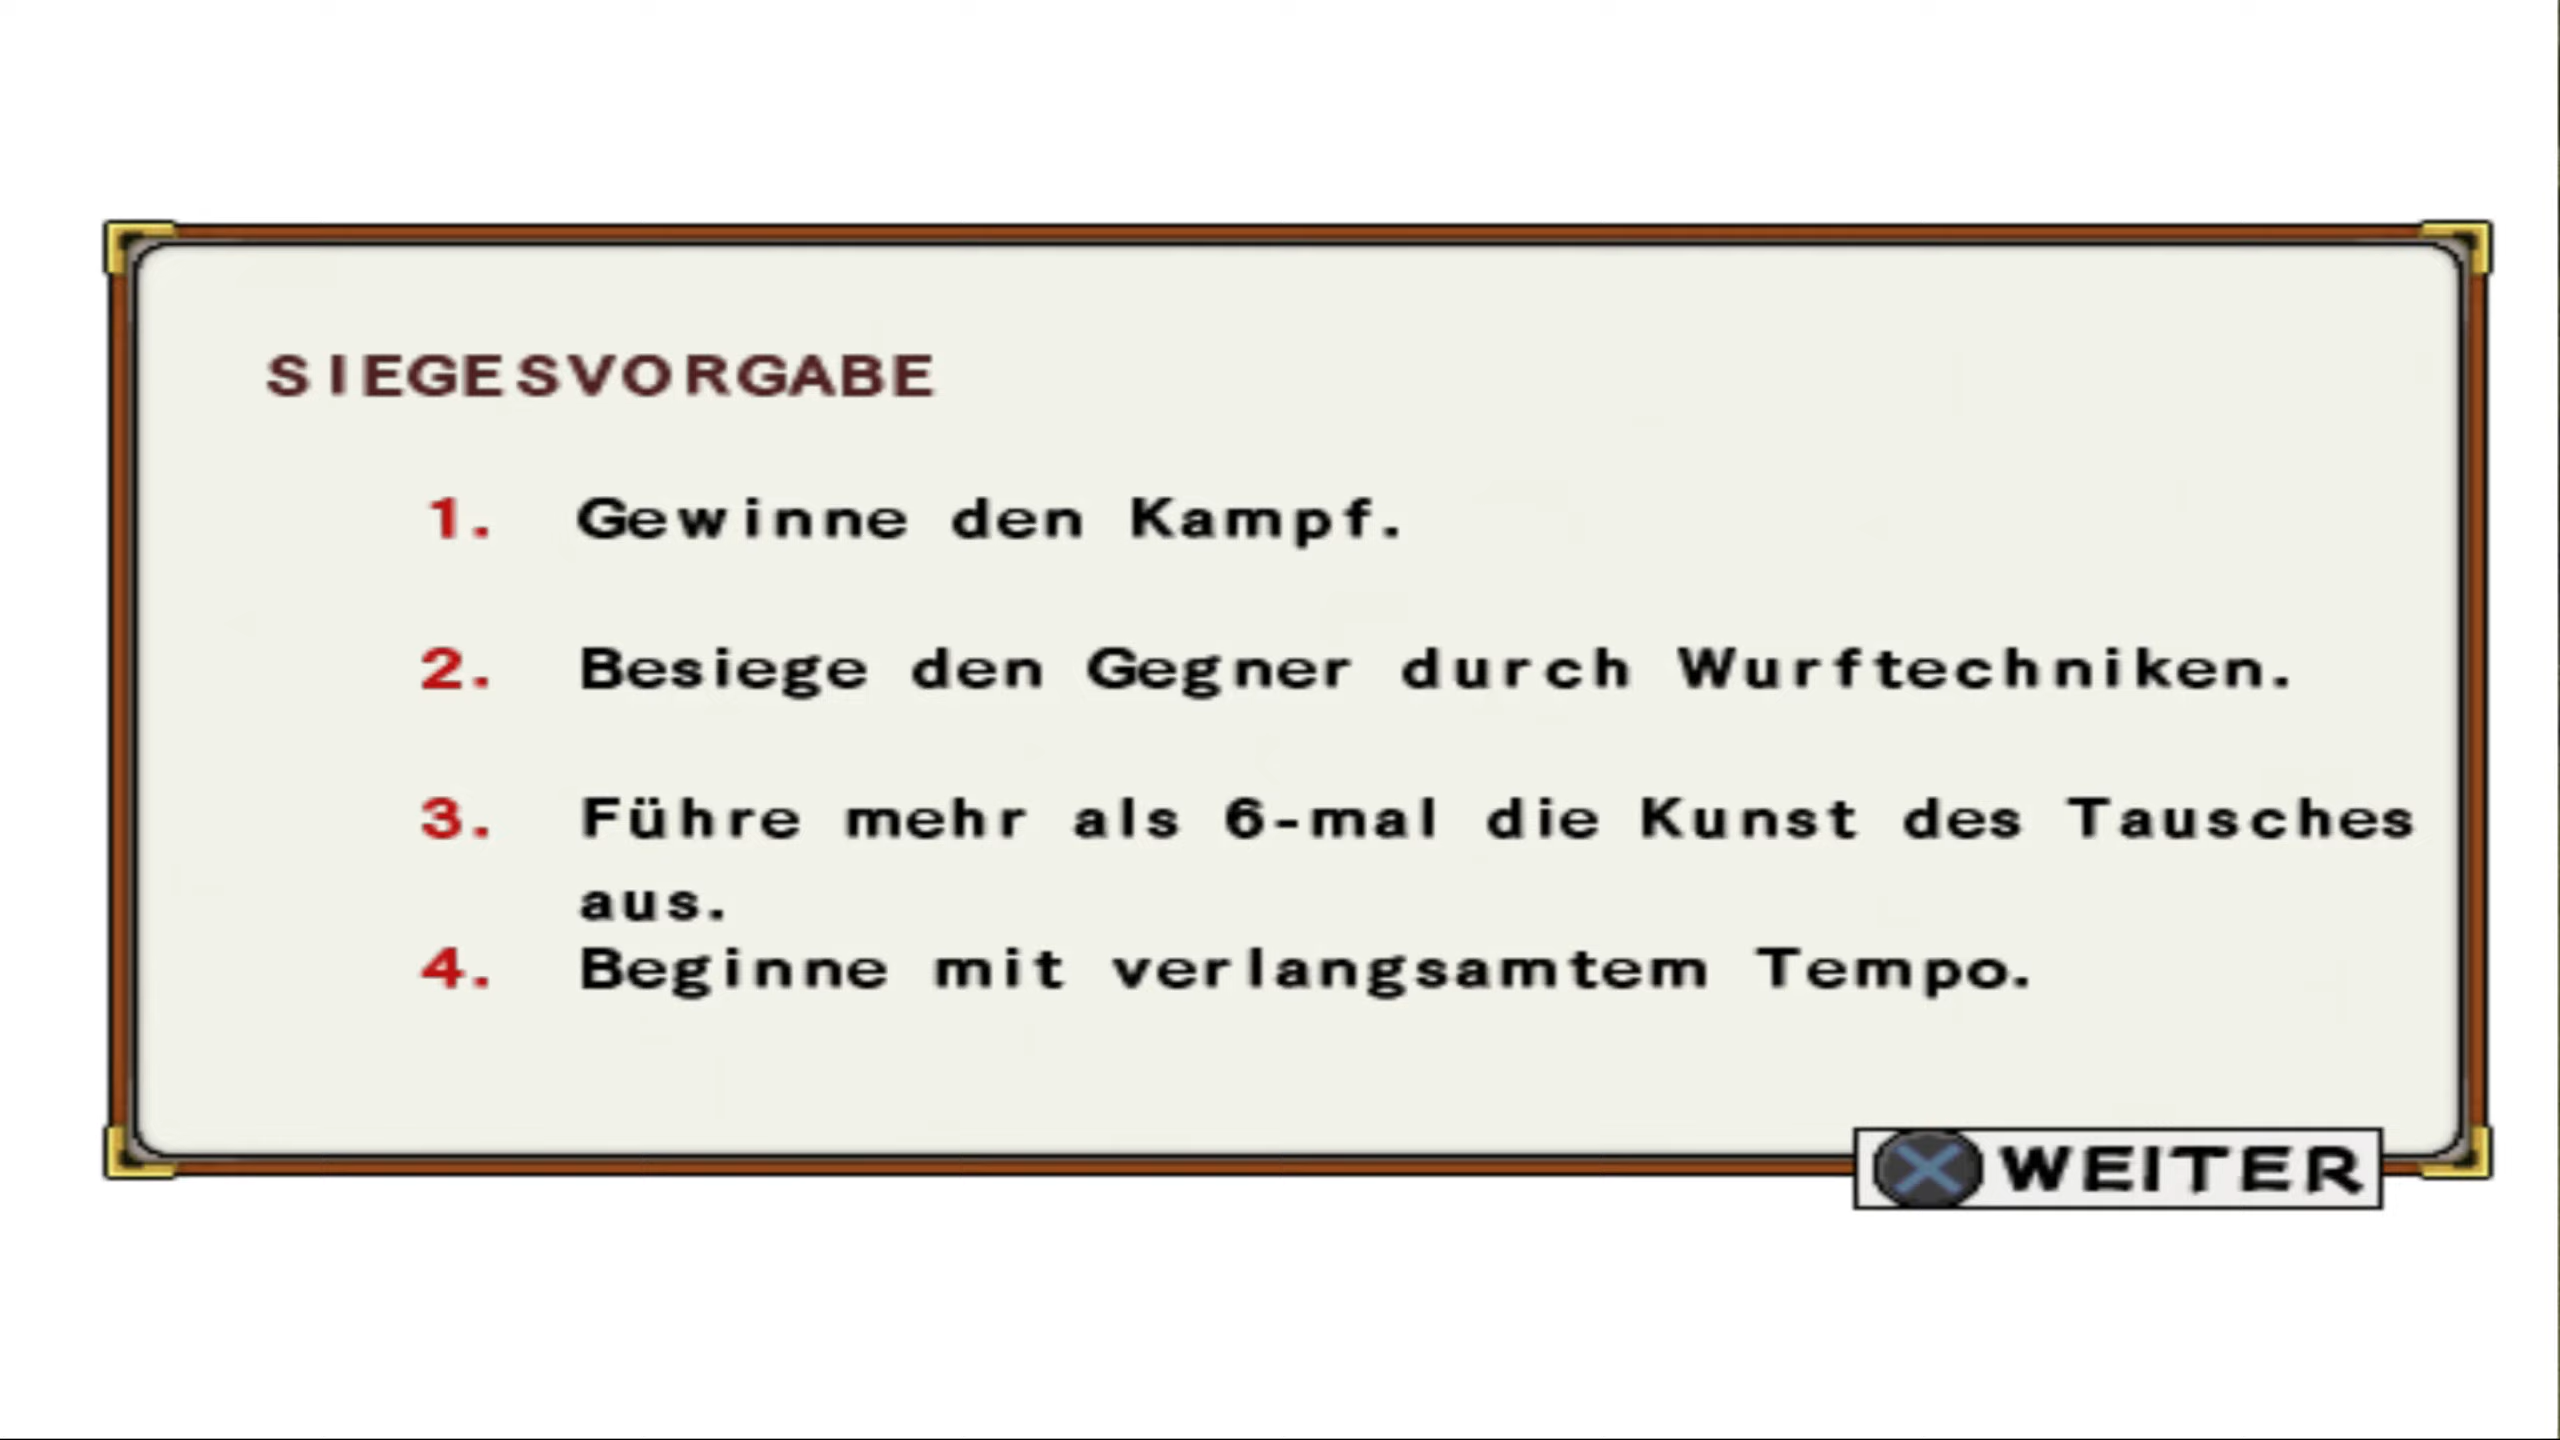 SIEGESVORGABE
1. Gewinne den Kampf.
2. Besiege den Gegner durch Wurftechniken.
3. Führe mehr als 6-mal die Kunst des Tausches
aus.
4. Beginne mit verlangsamtem Tempo.
WEITER